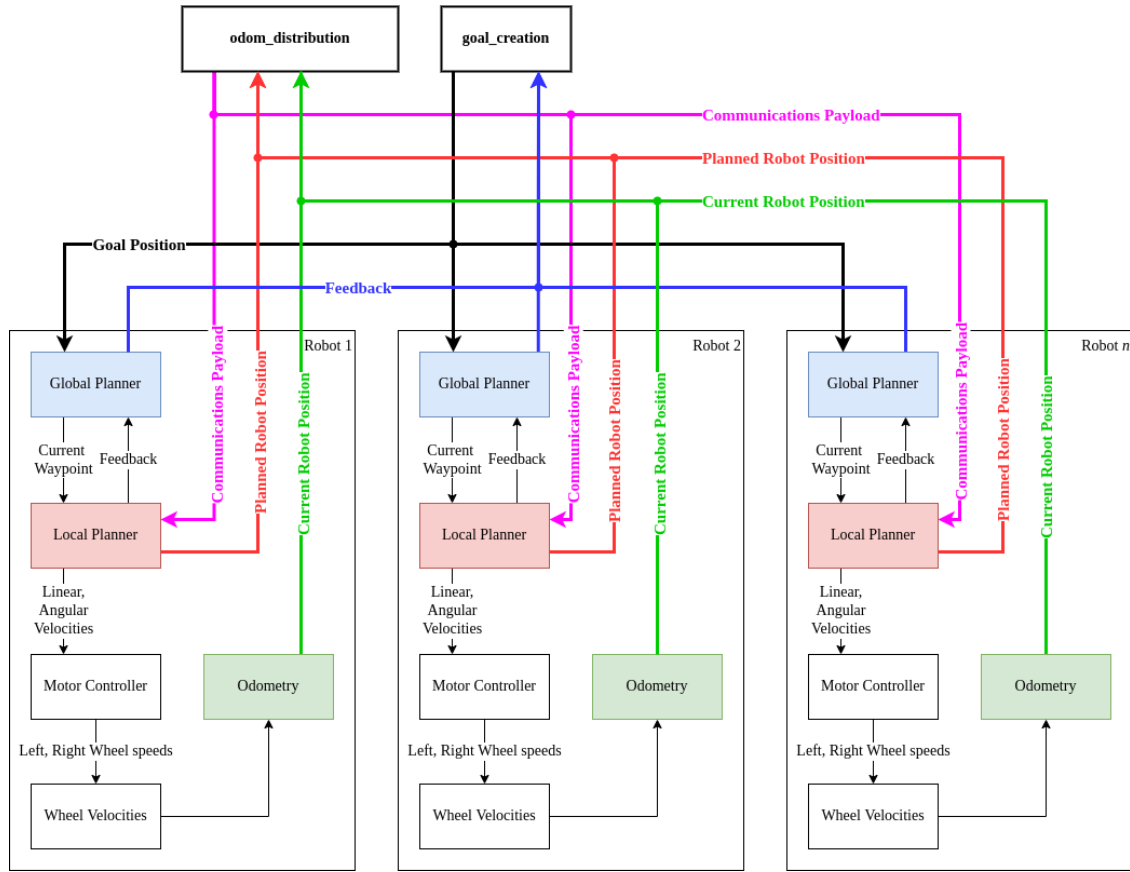 odom_distribution
goal_creation
Communications Payload
Planned Robot Position
Current Robot Position
Goal Position
Feedback
Robot 1
Global Planner
Current
Waypoint
Feedback
Local Planner
Linear,
Angular
Velocities
Motor Controller
Left, Right Wheel speeds
Wheel Velocities
Odometry
Communications Payload
Planned Robot Position
Current Robot Position
Robot 2
Global Planner
Current
Waypoint
Feedback
Local Planner
Linear,
Angular
Velocities
Motor Controller
Left, Right Wheel speeds
Wheel Velocities
Odometry
Communications Payload
Planned Robot Position
Current Robot Position
Robot n
Global Planner
Current
Waypoint
Feedback
Local Planner
Linear,
Angular
Velocities
Motor Controller
Left, Right Wheel speeds
Wheel Velocities
Odometry
Communications Payload
Planned Robot Position
Current Robot Position